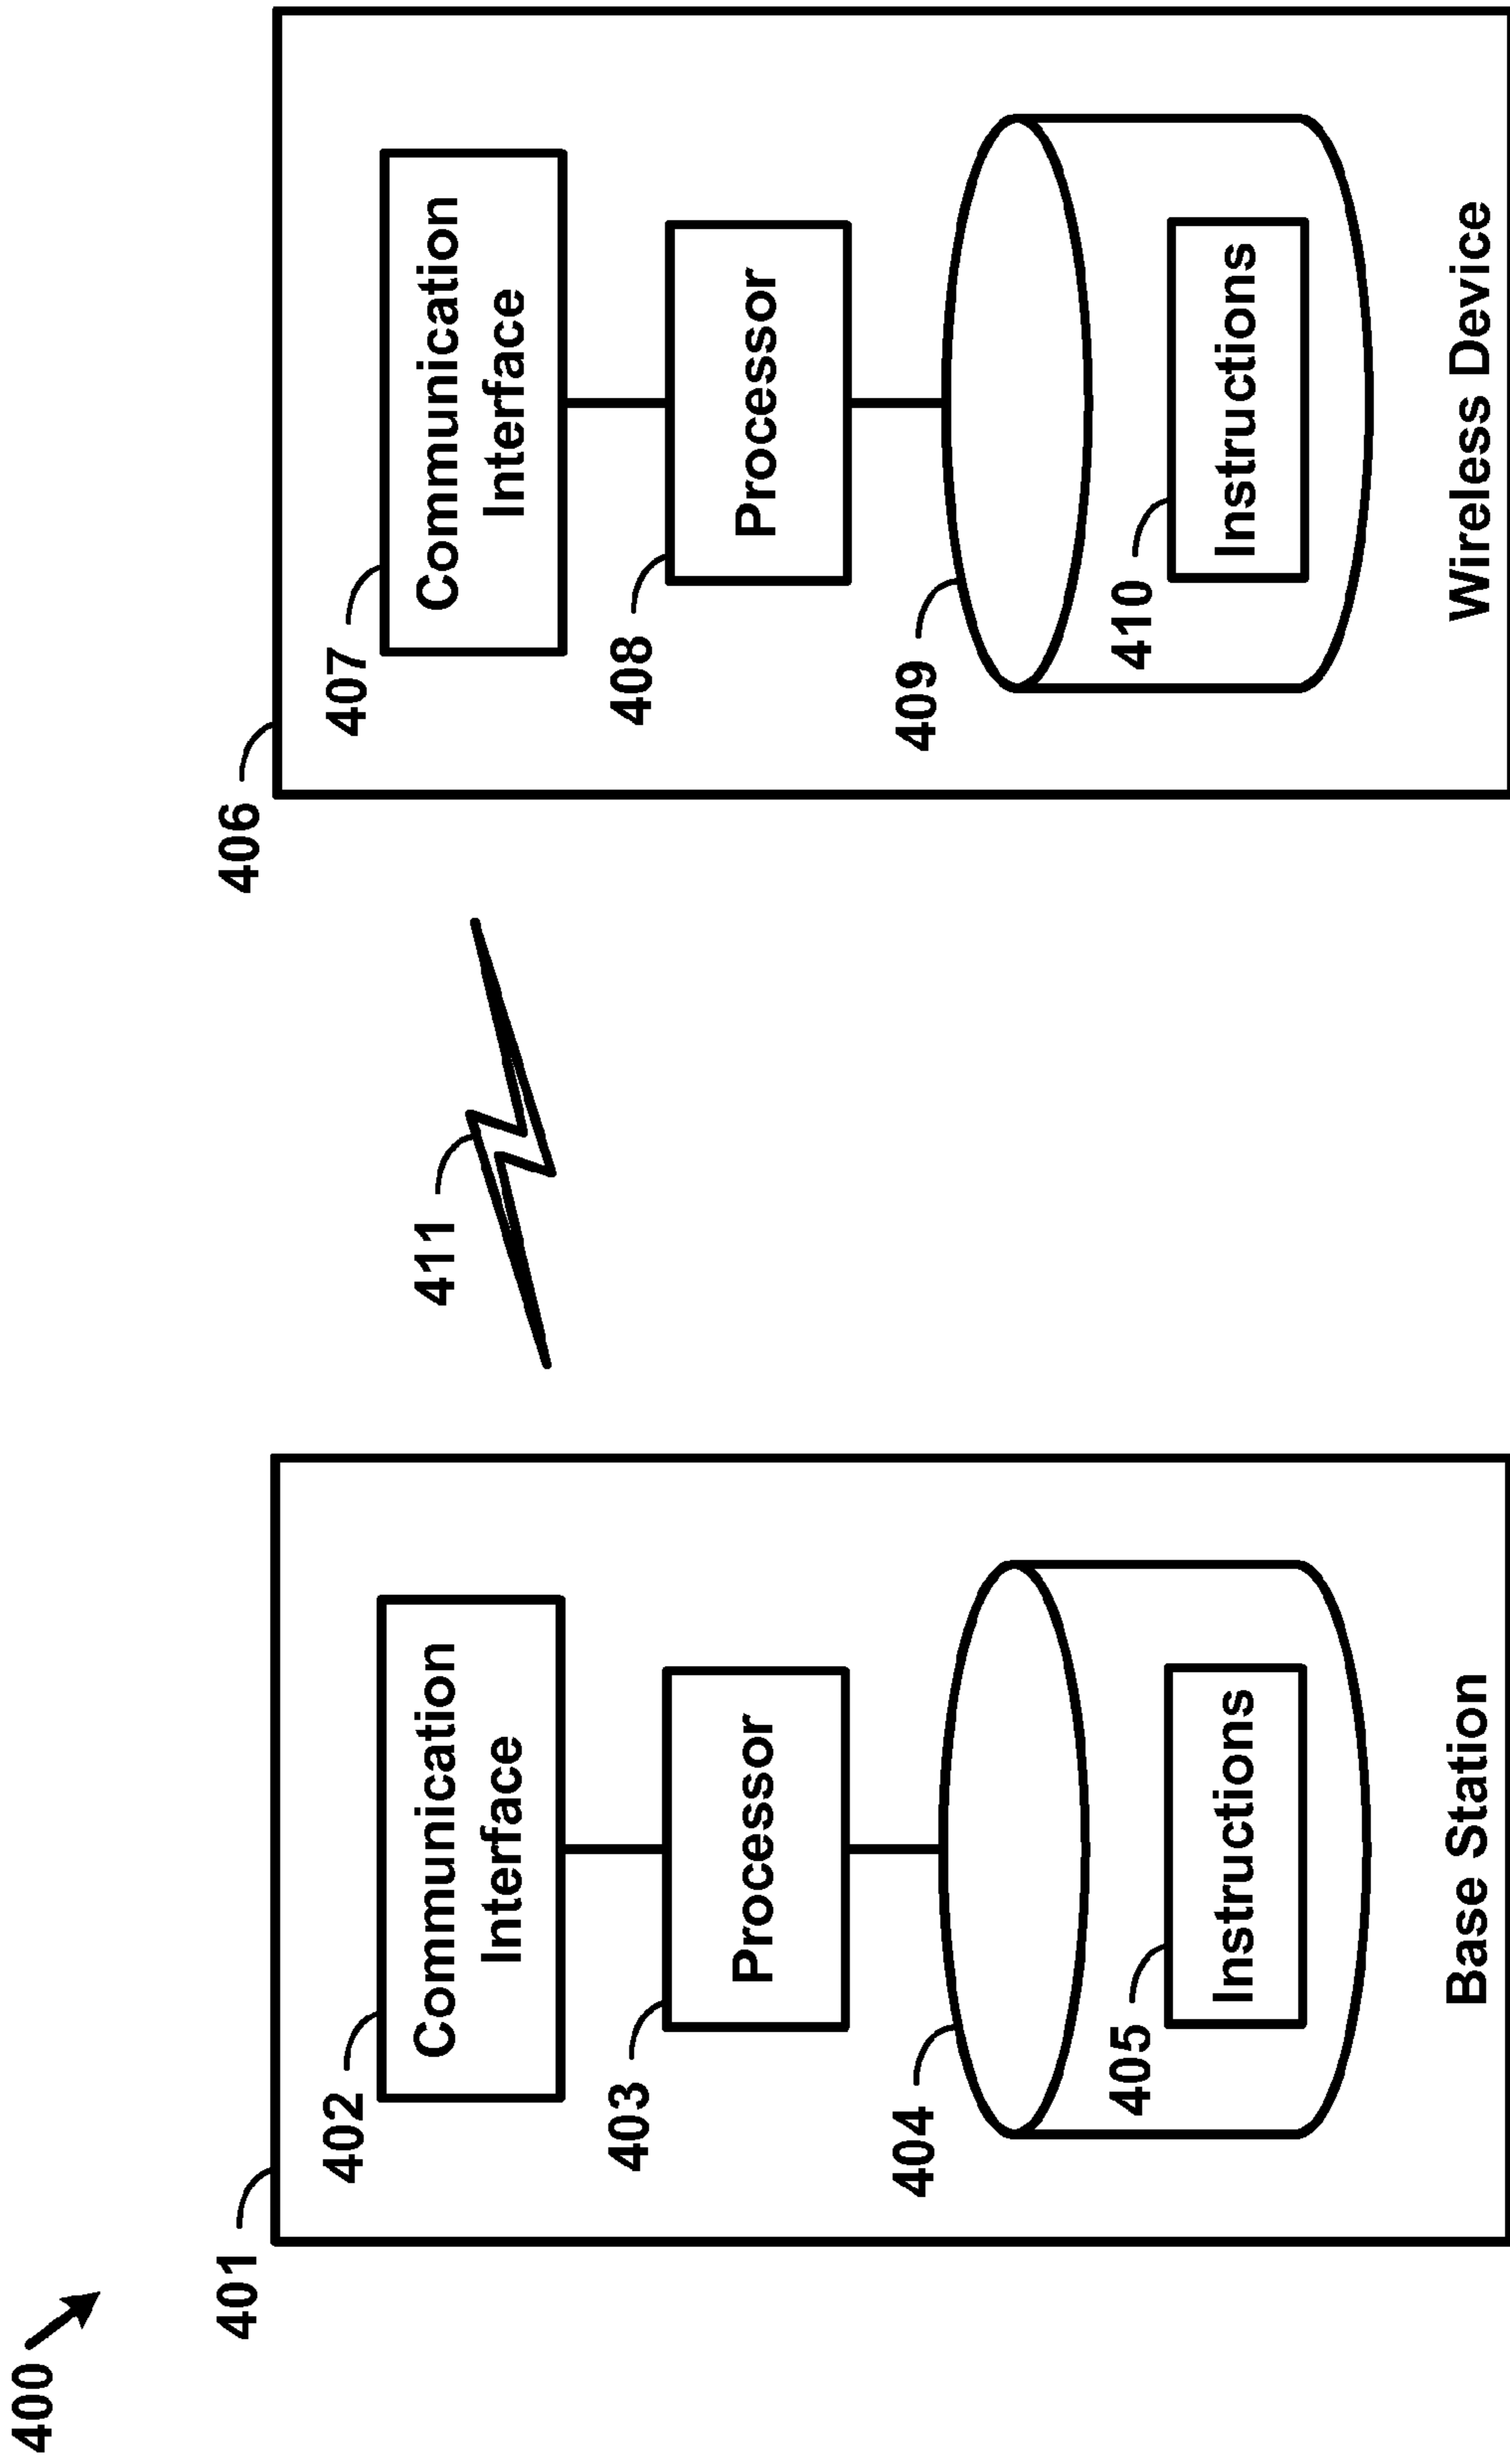 400
401
402
Communication
Interface
403
Processor
404
405
Instructions
Base Station
411
406
407
Communication
Interface
408
Processor
409
410
Instructions
Wireless Device